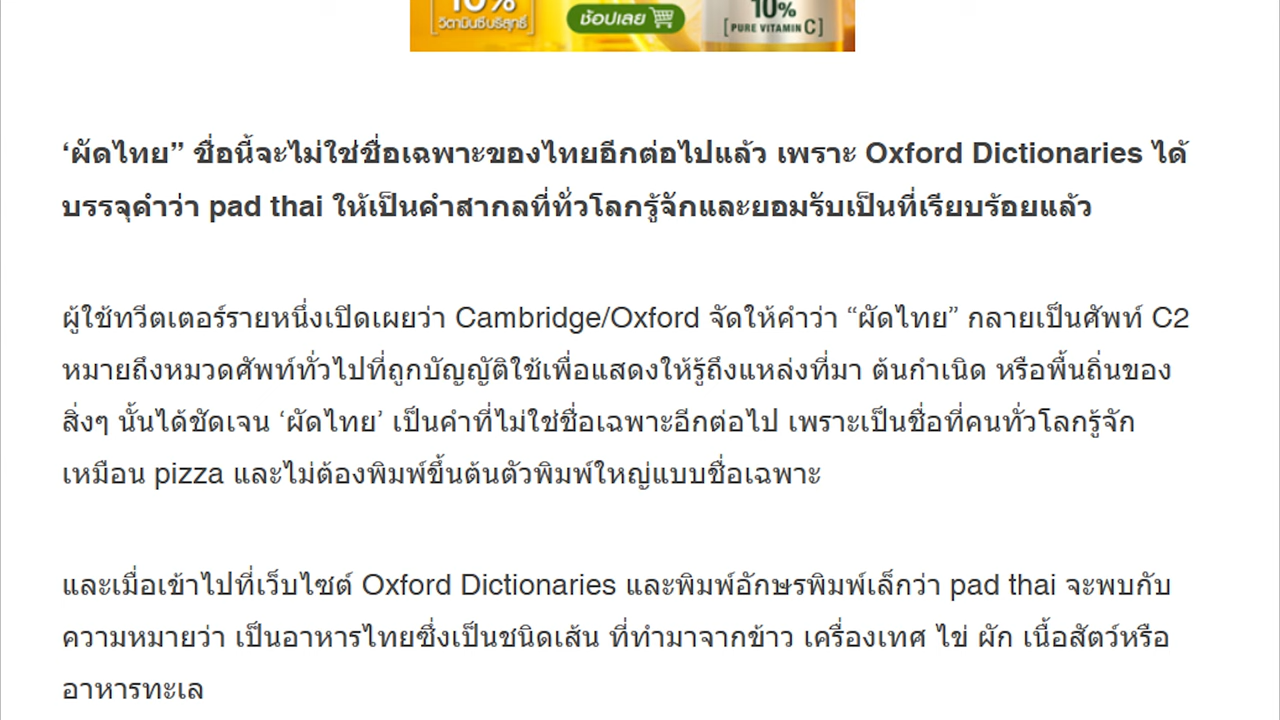 10%
วิตามินซีบริสุทธิ์
ช้อปเลย
10%
PURE VITAMIN C
‘ผัดไทย” ชื่อนี้จะไม่ใช่ชื่อเฉพาะของไทยอีกต่อไปแล้ว เพราะ Oxford Dictionaries ได้
บรรจุคำว่า pad thai ให้เป็นคำสากลที่ทั่วโลกรู้จักและยอมรับเป็นที่เรียบร้อยแล้ว
ผู้ใช้ทวีตเตอร์รายหนึ่งเปิดเผยว่า Cambridge/Oxford จัดให้คำว่า “ผัดไทย” กลายเป็นศัพท์ C2
หมายถึงหมวดศัพท์ทั่วไปที่ถูกบัญญัติใช้เพื่อแสดงให้รู้ถึงแหล่งที่มา ต้นกำเนิด หรือพื้นถิ่นของ
สิ่งๆ นั้นได้ชัดเจน ‘ผัดไทย’ เป็นคำที่ไม่ใช่ชื่อเฉพาะอีกต่อไป เพราะเป็นชื่อที่คนทั่วโลกรู้จัก
เหมือน pizza และไม่ต้องพิมพ์ขึ้นต้นตัวพิมพ์ใหญ่แบบชื่อเฉพาะ
และเมื่อเข้าไปที่เว็บไซต์ Oxford Dictionaries และพิมพ์อักษรพิมพ์เล็กว่า pad thai จะพบกับ
ความหมายว่า เป็นอาหารไทยซึ่งเป็นชนิดเส้น ที่ทำมาจากข้าว เครื่องเทศ ไข่ ผัก เนื้อสัตว์หรือ
อาหารทะเล